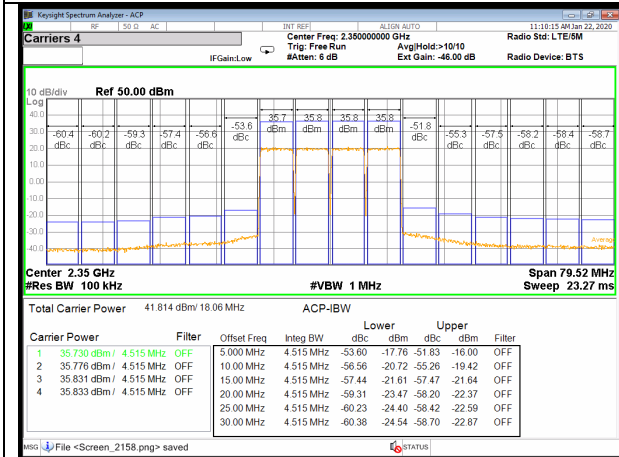 Keysight Spectrum Analyzer - ACP
RF 50 Ω AC INT REF ALIGN AUTO 11:10:15 AM Jan 22, 2020
Carriers 4 Center Freq: 2.350000000 GHz Radio Std: LTE/5M
Trig: Free Run Avg|Hold:>10/10
IFGain:Low #Atten: 6 dB Ext Gain: -46.00 dB Radio Device: BTS
10 dB/div Ref 50.00 dBm
Log
40.0
30.0
20.0
10.0
0.00
-10.0
-20.0
-30.0
-40.0
-60.4 dBc
-60.2 dBc
-59.3 dBc
-57.4 dBc
-56.6 dBc
-53.6 dBc
35.7 dBm
35.8 dBm
35.8 dBm
35.8 dBm
-51.8 dBc
-55.3 dBc
-57.5 dBc
-58.2 dBc
-58.4 dBc
-58.7 dBc
Average
Center 2.35 GHz Span 79.52 MHz
#Res BW 100 kHz #VBW 1 MHz Sweep 23.27 ms
Total Carrier Power 41.814 dBm/ 18.06 MHz ACP-IBW
Lower Upper
Carrier Power Filter Offset Freq Integ BW dBc dBm dBc dBm Filter
1 35.730 dBm / 4.515 MHz OFF 5.000 MHz 4.515 MHz -53.60 -17.76 -51.83 -16.00 OFF
2 35.776 dBm / 4.515 MHz OFF 10.00 MHz 4.515 MHz -56.56 -20.72 -55.26 -19.42 OFF
3 35.831 dBm / 4.515 MHz OFF 15.00 MHz 4.515 MHz -57.44 -21.61 -57.47 -21.64 OFF
4 35.833 dBm / 4.515 MHz OFF 20.00 MHz 4.515 MHz -59.31 -23.47 -58.20 -22.37 OFF
25.00 MHz 4.515 MHz -60.23 -24.40 -58.42 -22.59 OFF
30.00 MHz 4.515 MHz -60.38 -24.54 -58.70 -22.87 OFF
MSG File <Screen_2158.png> saved STATUS